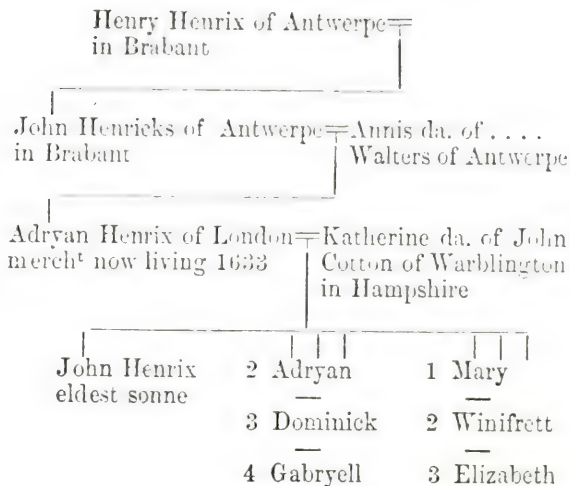 Henry Henrix of Antwerpe
in Brabant
John Henricks of Antwerpe
in Brabant
Annis da. of . . . .
Walters of Antwerpe
Adryan Henrix of London
mercht now living 1633
Katherine da. of John
Cotton of Warblington
in Hampshire
John Henrix
eldest sonne
2 Adryan
3 Dominick
4 Gabryell
1 Mary
2 Winifrett
3 Elizabeth